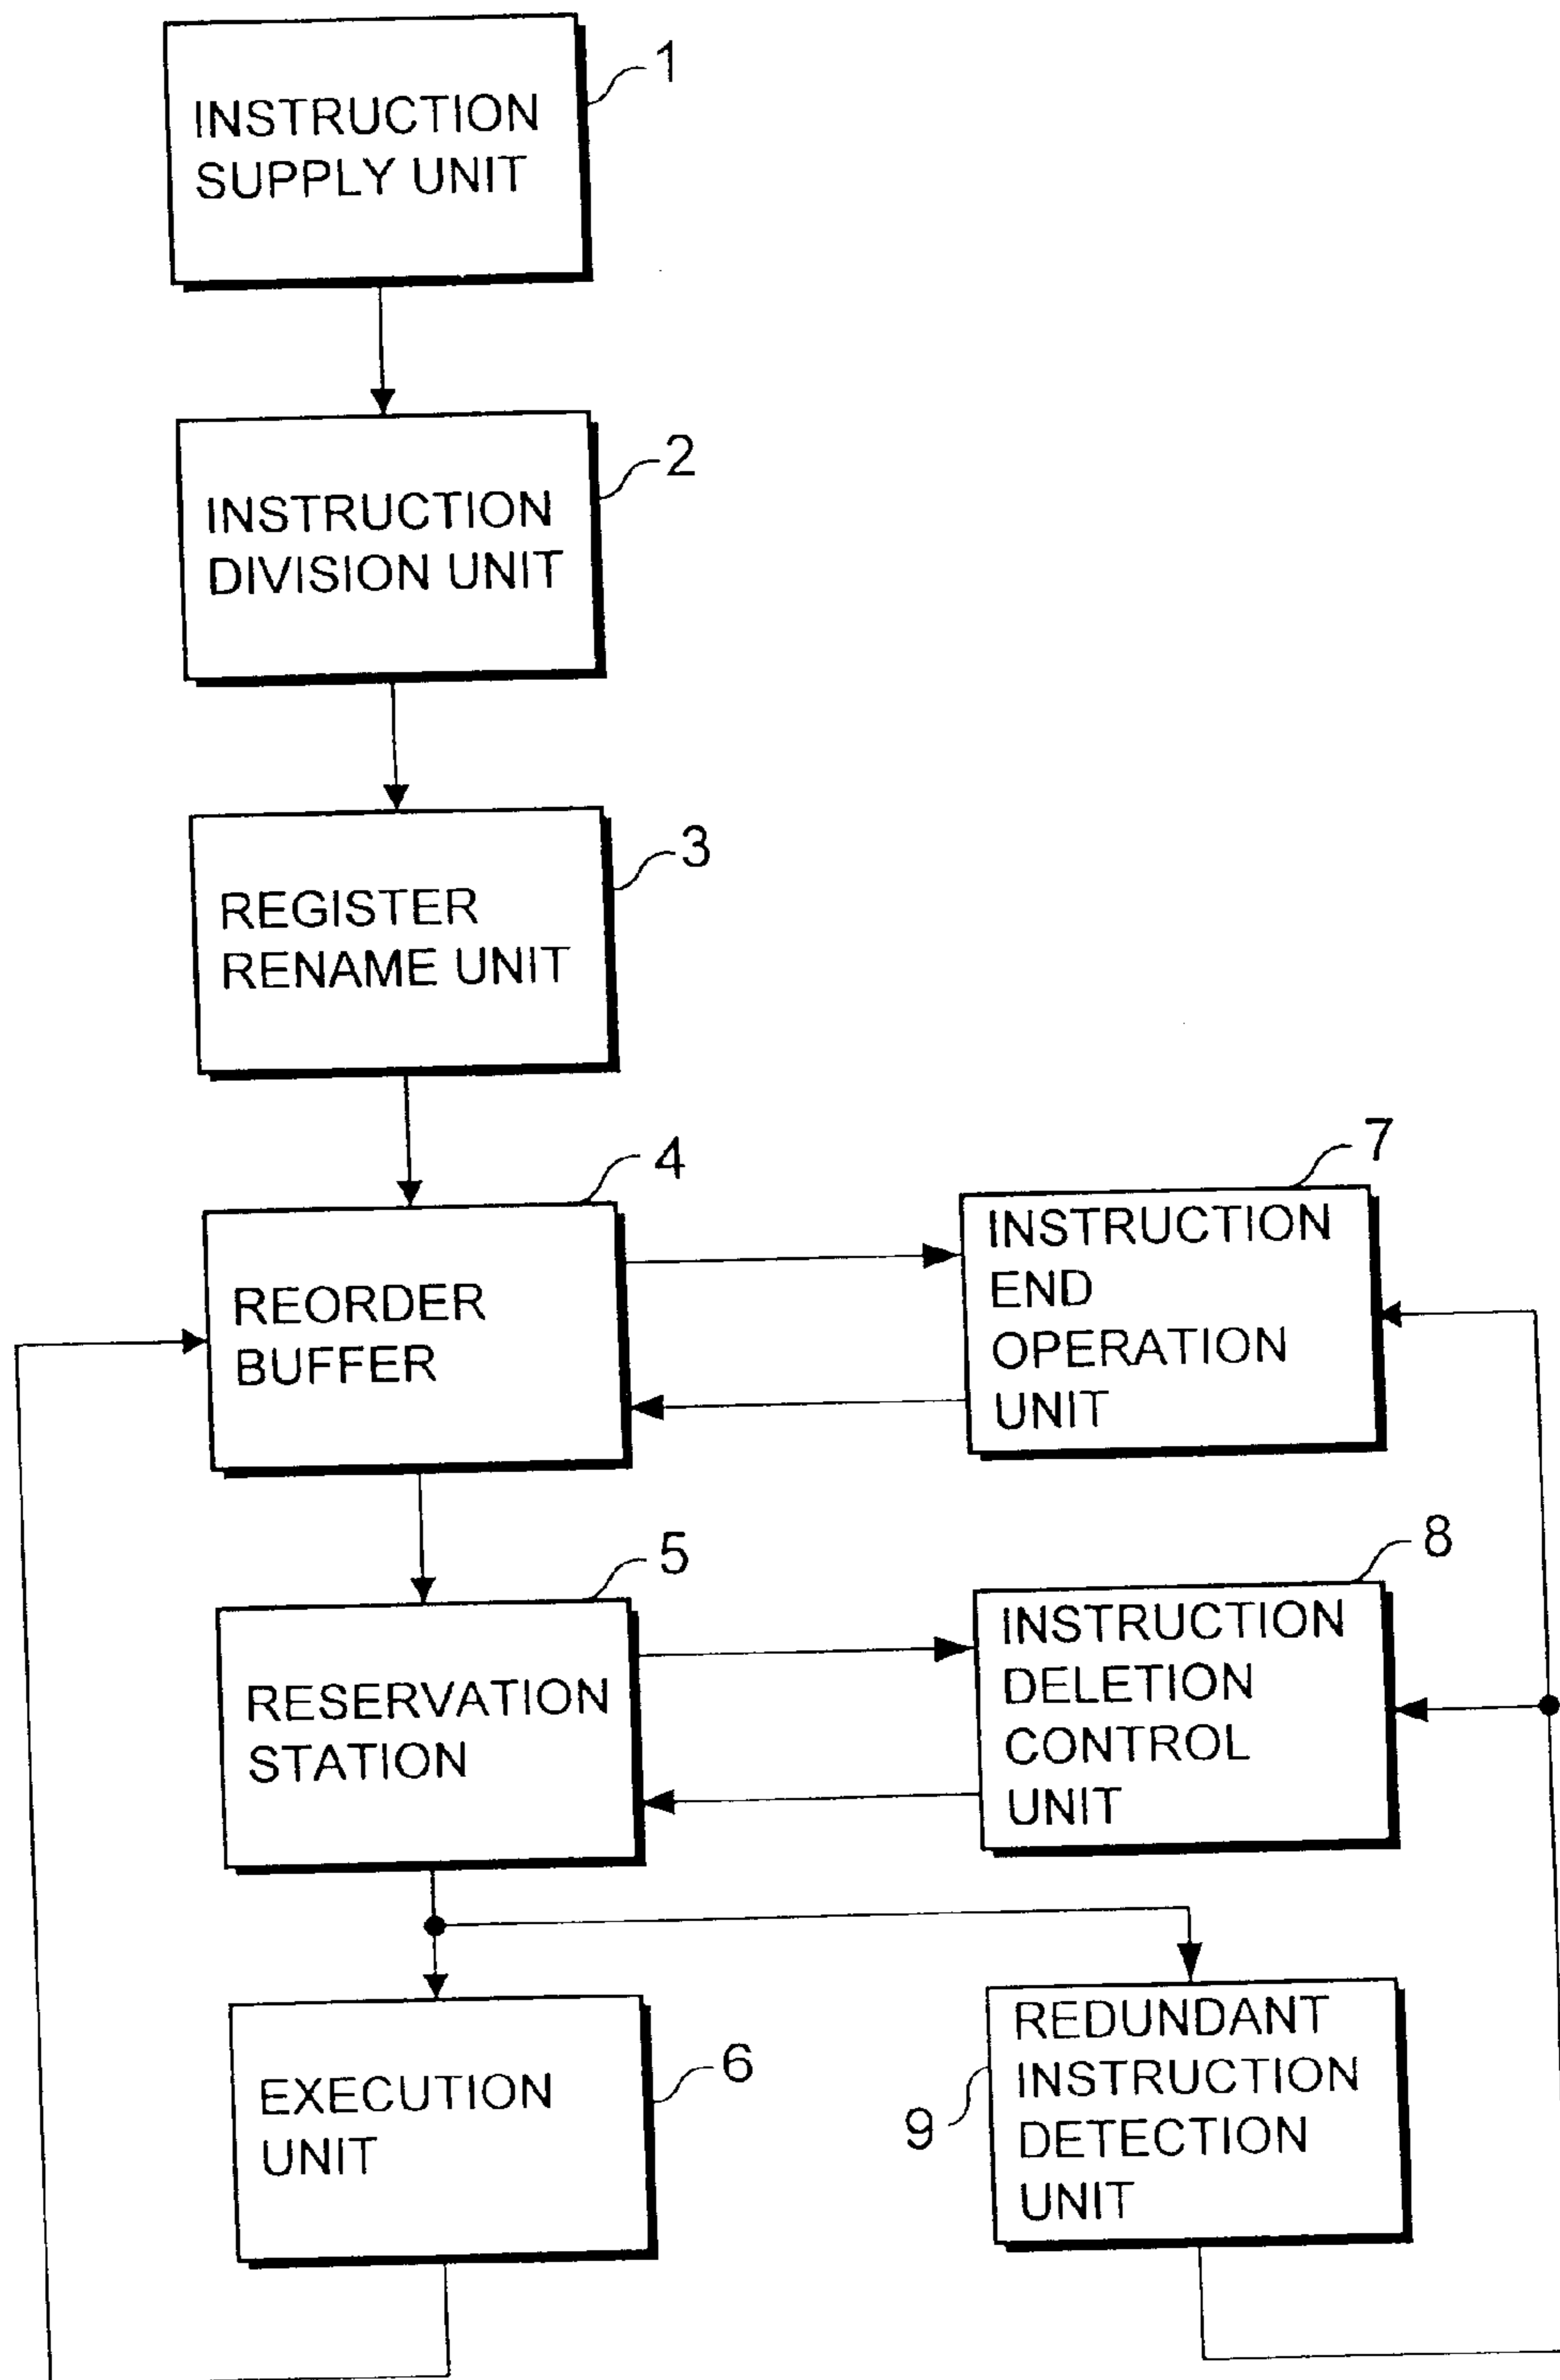 1
INSTRUCTION
SUPPLY UNIT
2
INSTRUCTION
DIVISION UNIT
3
REGISTER
RENAME UNIT
4
REORDER
BUFFER
7
INSTRUCTION
END
OPERATION
UNIT
5
RESERVATION
STATION
8
INSTRUCTION
DELETION
CONTROL
UNIT
6
EXECUTION
UNIT
9
REDUNDANT
INSTRUCTION
DETECTION
UNIT